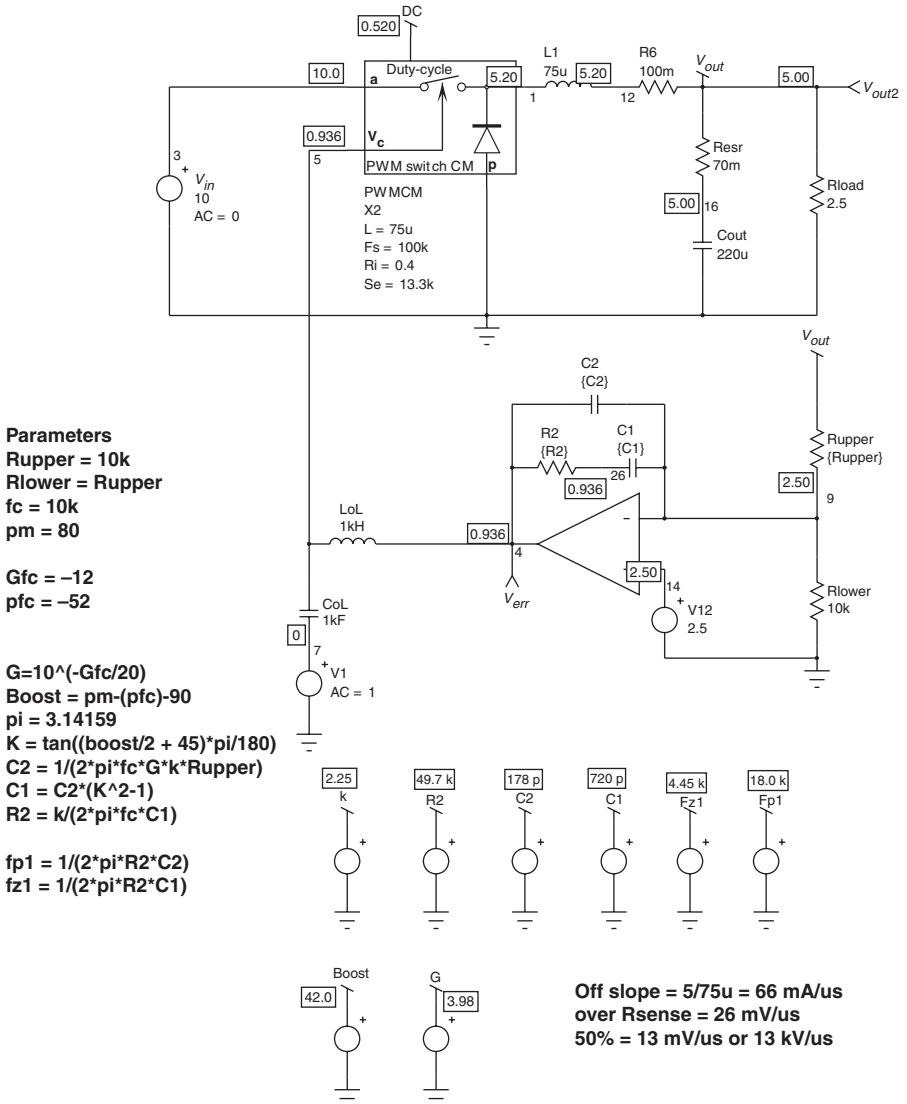 DC
0.520
L1
75u
R6
100m
Vout
10.0
a
Duty-cycle
5.20
5.20
5.00
1
12
Vout2
0.936
Vc
5
PWM switch CM
p
Resr
70m
3
+
Vin
10
AC = 0
PWMCM
X2
L = 75u
Fs = 100k
Ri = 0.4
Se = 13.3k
5.00
16
Rload
2.5
Cout
220u
Vout
C2
{C2}
R2
{R2}
C1
{C1}
26
0.936
Rupper
{Rupper}
2.50
9
Parameters
Rupper = 10k
Rlower = Rupper
fc = 10k
pm = 80
Gfc = –12
pfc = –52
G=10^(-Gfc/20)
Boost = pm-(pfc)-90
pi = 3.14159
K = tan((boost/2 + 45)*pi/180)
C2 = 1/(2*pi*fc*G*k*Rupper)
C1 = C2*(K^2-1)
R2 = k/(2*pi*fc*C1)
fp1 = 1/(2*pi*R2*C2)
fz1 = 1/(2*pi*R2*C1)
LoL
1kH
0.936
4
Verr
–
2.50
14
+
V12
2.5
Rlower
10k
CoL
1kF
0
7
+
V1
AC = 1
2.25
k
+
49.7 k
R2
+
178 p
C2
+
720 p
C1
+
4.45 k
Fz1
+
18.0 k
Fp1
+
Boost
42.0
+
G
3.98
+
Off slope = 5/75u = 66 mA/us
over Rsense = 26 mV/us
50% = 13 mV/us or 13 kV/us